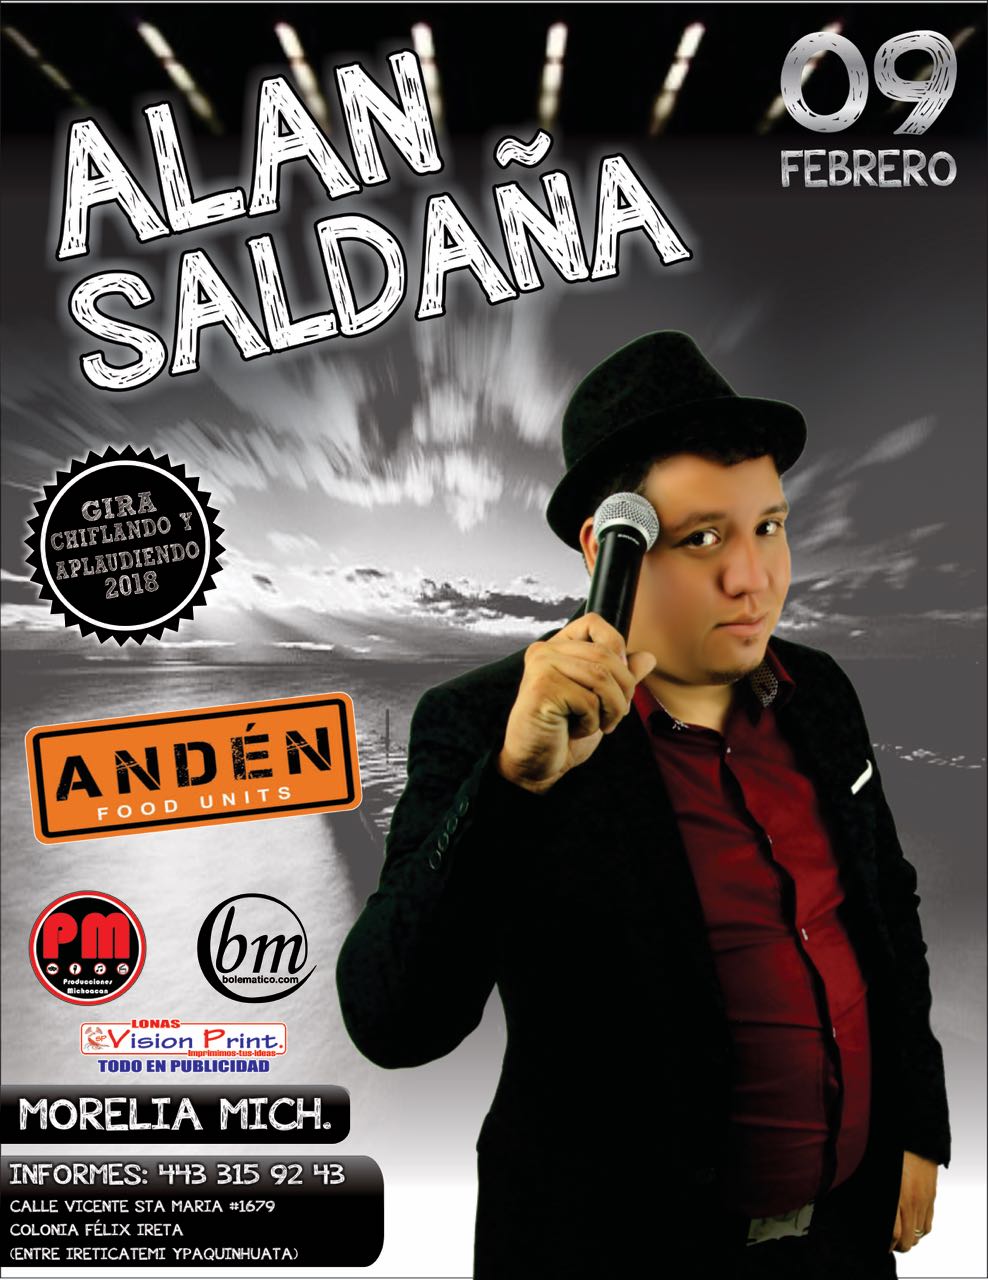 09
FEBRERO
ALAN
SALDAÑA
GIRA
CHIFLANDO Y
APLAUDIENDO
2018
ANDÉN
FOOD UNITS
PM
Producciones
Michoacan
bm
bolematico.com
LONAS
Vision Print.
Imprimimos-tus-ideas
TODO EN PUBLICIDAD
MORELIA MICH.
INFORMES: 443 315 92 43
CALLE VICENTE STA MARIA #1679
COLONIA FÉLIX IRETA
(ENTRE IRETICATEMI YPAQUINHUATA)